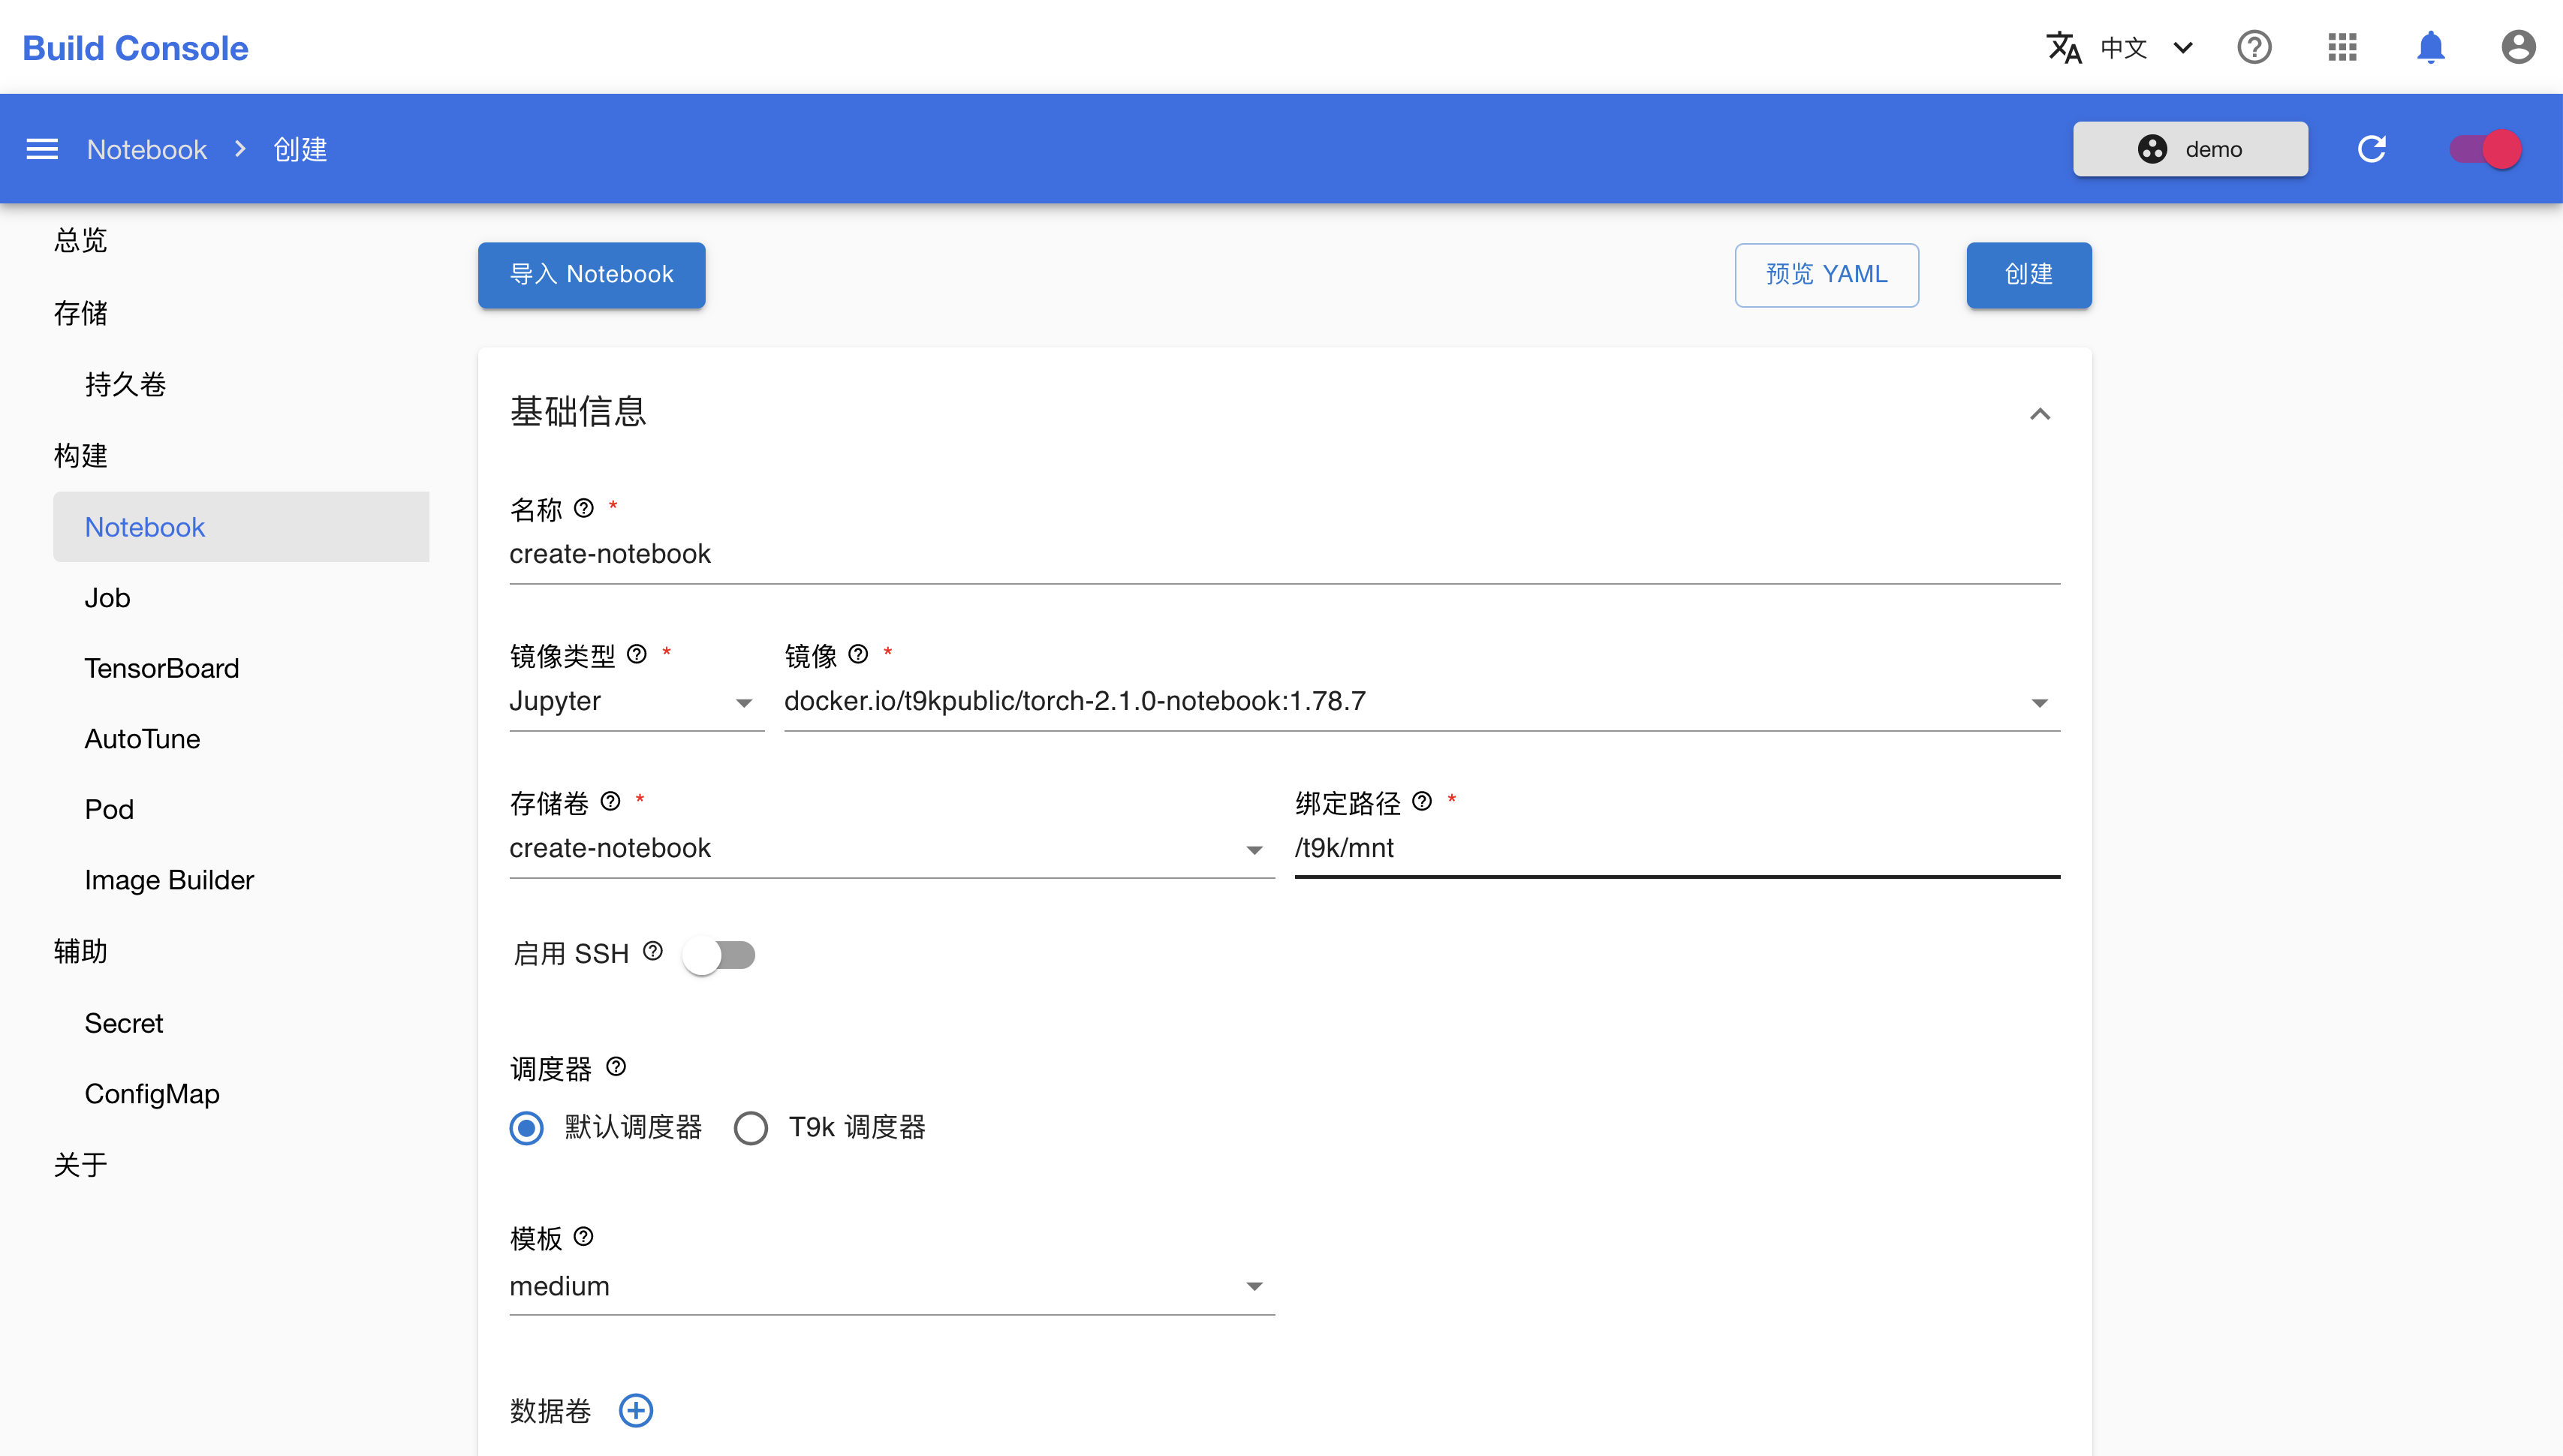 Build Console
中文
Notebook > 创建
demo
总览
存储
持久卷
构建
Notebook
Job
TensorBoard
AutoTune
Pod
Image Builder
辅助
Secret
ConfigMap
关于
导入 Notebook
预览 YAML
创建
基础信息
名称 *
create-notebook
镜像类型 *
Jupyter
镜像 *
docker.io/t9kpublic/torch-2.1.0-notebook:1.78.7
存储卷 *
create-notebook
绑定路径 *
/t9k/mnt
启用 SSH
调度器
默认调度器
T9k 调度器
模板
medium
数据卷